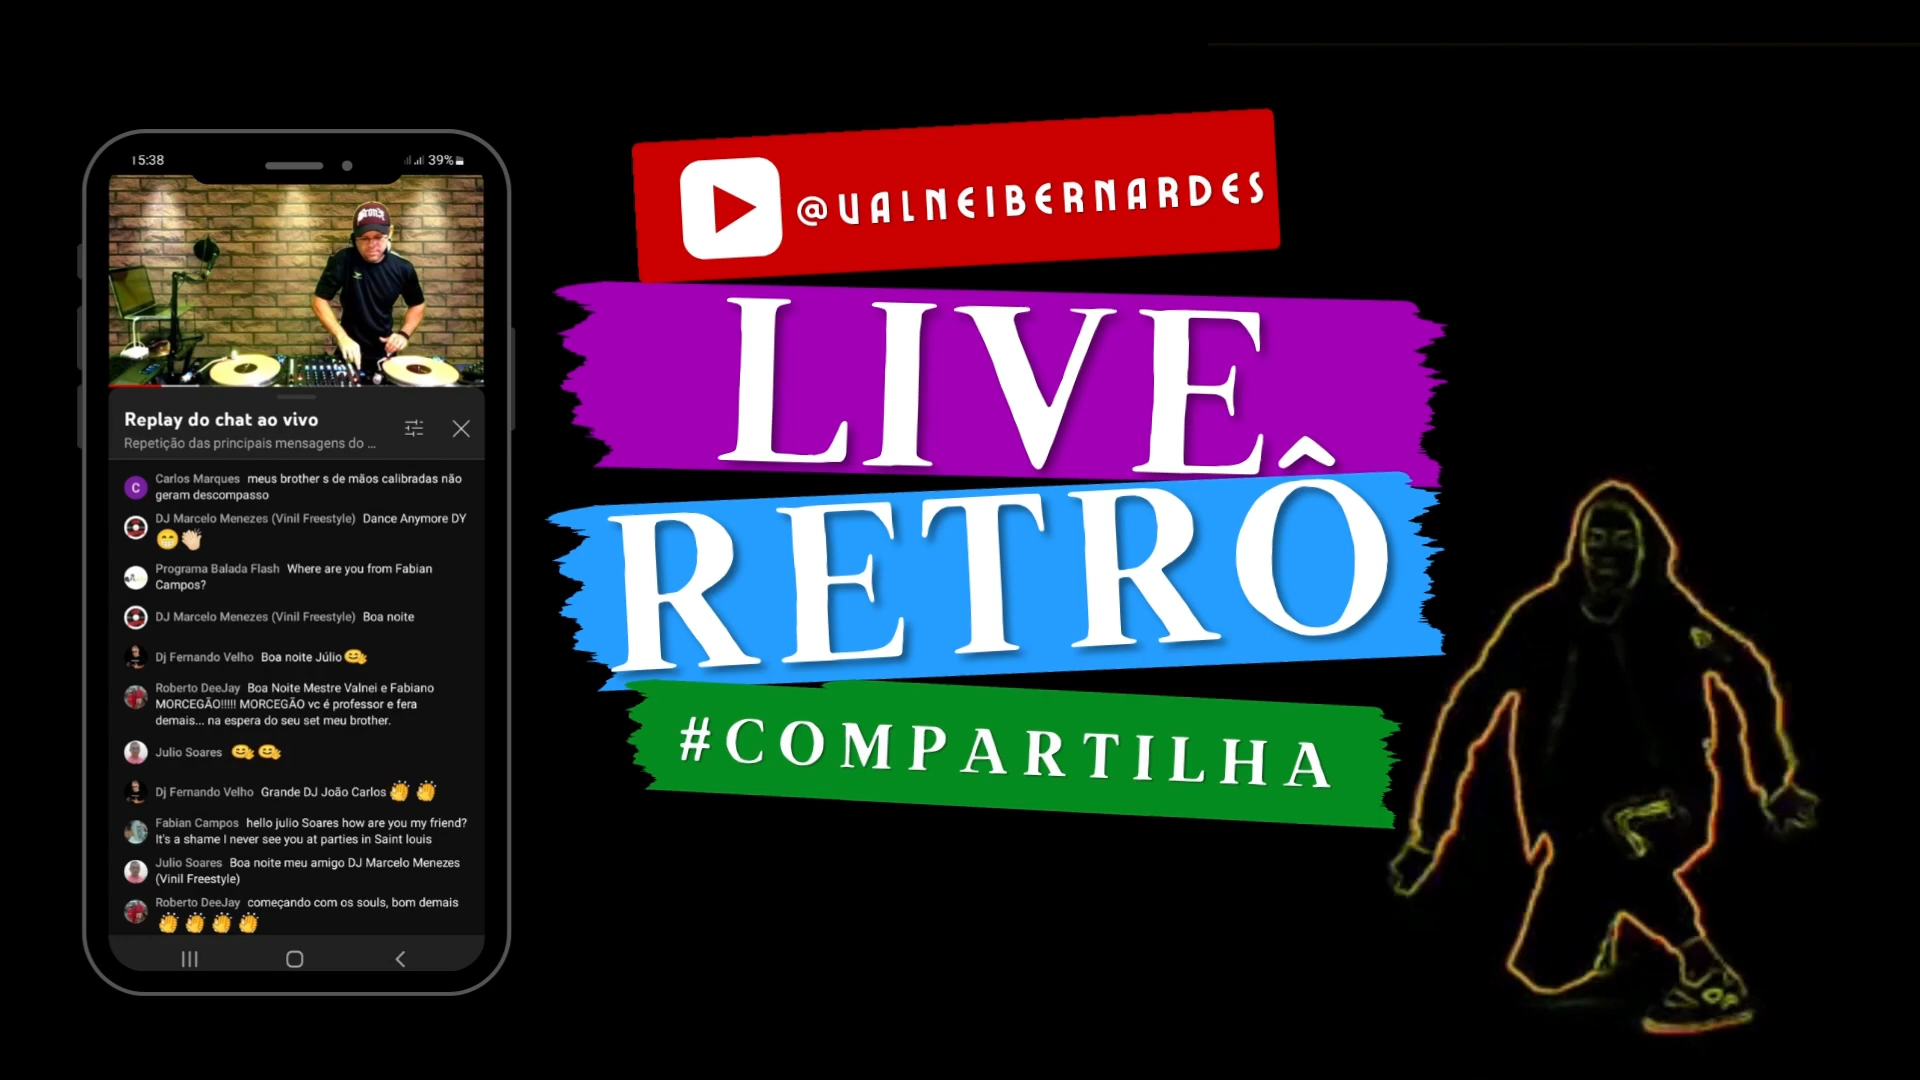 15:38
39%
Replay do chat ao vivo
Repetição das principais mensagens do ...
C
Carlos Marques meus brother s de mãos calibradas não
geram descompasso
DJ Marcelo Menezes (Vinil Freestyle) Dance Anymore DY
😁👏🏻
Programa Balada Flash Where are you from Fabian
Campos?
DJ Marcelo Menezes (Vinil Freestyle) Boa noite
Dj Fernando Velho Boa noite Júlio
Roberto DeeJay Boa Noite Mestre Valnei e Fabiano
MORCEGÃO!!!!! MORCEGÃO vc é professor e fera
demais... na espera do seu set meu brother.
Julio Soares
Dj Fernando Velho Grande DJ João Carlos 👏 👏
Fabian Campos hello julio Soares how are you my friend?
It's a shame I never see you at parties in Saint louis
Julio Soares Boa noite meu amigo DJ Marcelo Menezes
(Vinil Freestyle)
Roberto DeeJay começando com os souls, bom demais
👏 👏 👏 👏
@VALNEIBERNARDES
LIVE
RETRÔ
#COMPARTILHA